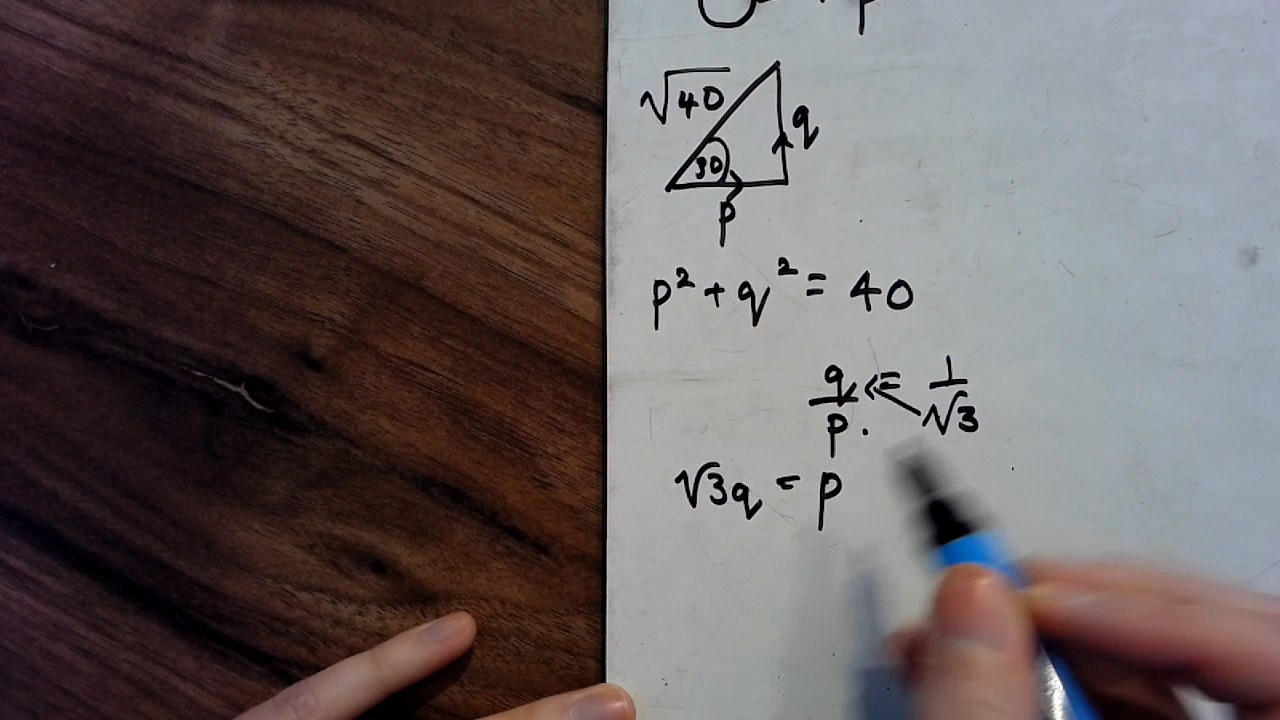 √40
q
30
p
p² + q² = 40
q/p = 1/√3
√3q = p